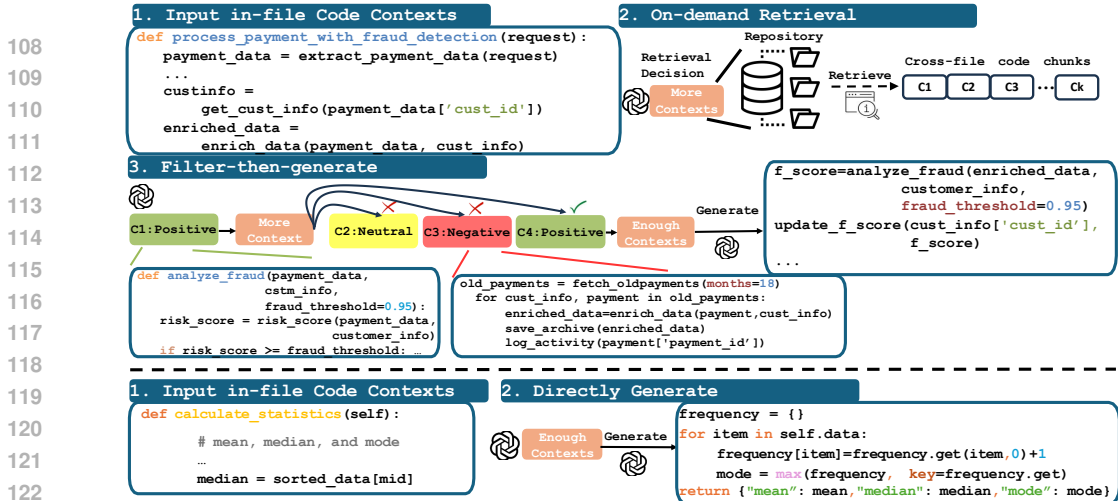 108
109
110
111
112
113
114
115
116
117
118
119
120
121
122
1. Input in-file Code Contexts
def process_payment_with_fraud_detection(request):
payment_data = extract_payment_data(request)
...
custinfo =
get_cust_info(payment_data['cust_id'])
enriched_data =
enrich_data(payment_data, cust_info)
2. On-demand Retrieval
Retrieval
Decision
More
Contexts
Repository
Retrieve
1
Cross-file code chunks
C1 C2 C3 ... Ck
3. Filter-then-generate
C1:Positive
More
Context
C2:Neutral
C3:Negative
C4:Positive
Enough
Contexts
Generate
f_score=analyze_fraud(enriched_data,
customer_info,
fraud_threshold=0.95)
update_f_score(cust_info['cust_id’],
f_score)
...
def analyze_fraud(payment_data,
cstm_info,
fraud_threshold=0.95):
risk_score = risk_score(payment_data,
customer_info)
if risk_score >= fraud_threshold: …
old_payments = fetch_oldpayments(months=18)
for cust_info, payment in old_payments:
enriched_data=enrich_data(payment,cust_info)
save_archive(enriched_data)
log_activity(payment['payment_id’])
1. Input in-file Code Contexts
def calculate_statistics(self):
# mean, median, and mode
…
median = sorted_data[mid]
2. Directly Generate
Enough
Contexts
Generate
frequency = {}
for item in self.data:
frequency[item]=frequency.get(item,0)+1
mode = max(frequency, key=frequency.get)
return {"mean”: mean,"median": median,"mode”: mode}